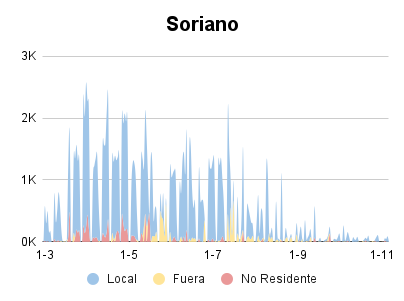 Soriano
3K
2K
1K
0K
1-3 1-5 1-7 1-9 1-11
Local Fuera No Residente